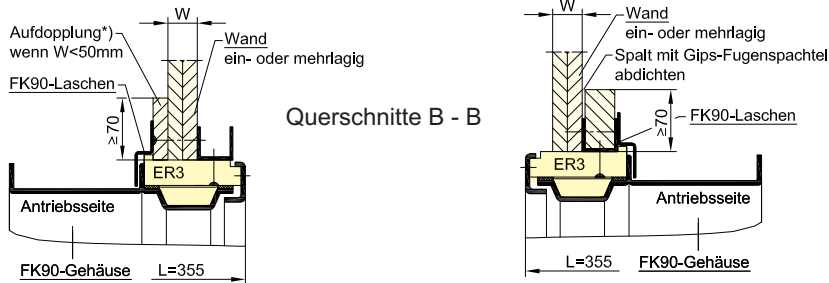 W
Aufdopplung*)
wenn W<50mm
Wand
ein- oder mehrlagig
FK90-Laschen
≥70
ER3
Antriebsseite
FK90-Gehäuse
L=355
Querschnitte B - B
W
Wand
ein- oder mehrlagig
Spalt mit Gips-Fugenspachtel
abdichten
≥70
FK90-Laschen
ER3
Antriebsseite
L=355
FK90-Gehäuse